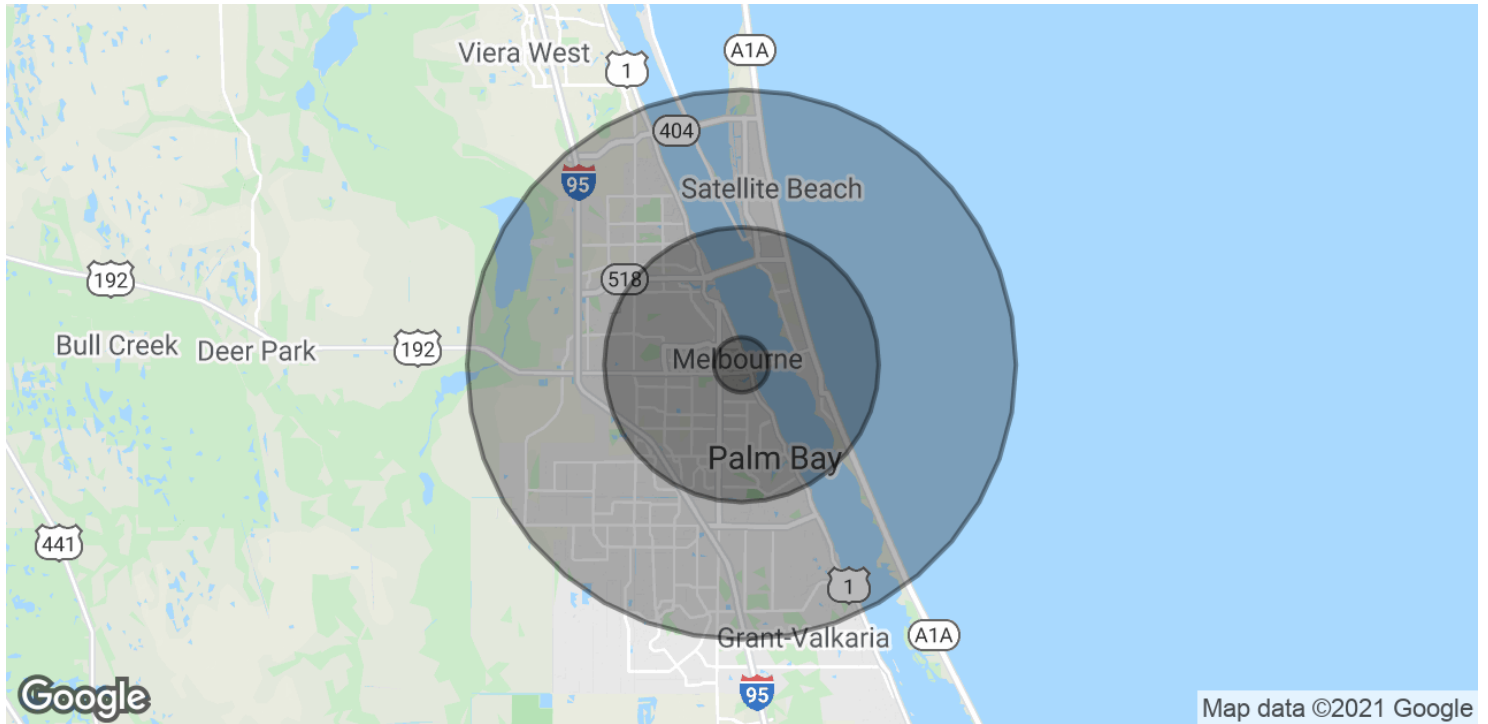 Viera West
1
A1A
404
95
Satellite Beach
192
518
Bull Creek
Deer Park
192
Melbourne
Palm Bay
441
1
Grant-Valkaria
A1A
95
Google
Map data ©2021 Google